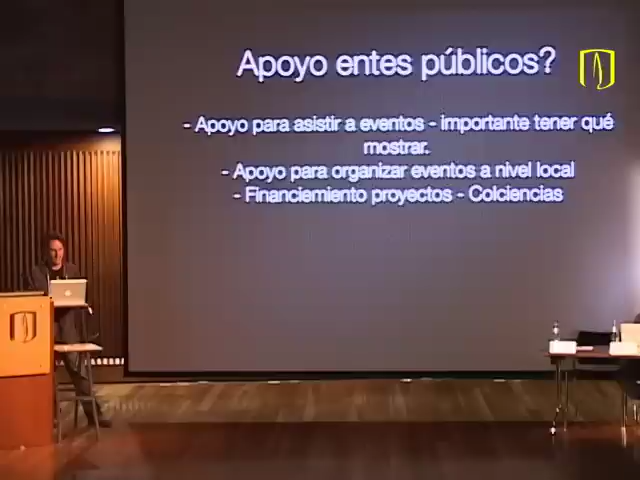 Apoyo entes públicos?
- Apoyo para asistir a eventos - importante tener qué
mostrar.
- Apoyo para organizar eventos a nivel local
- Financiemiento proyectos - Colciencias